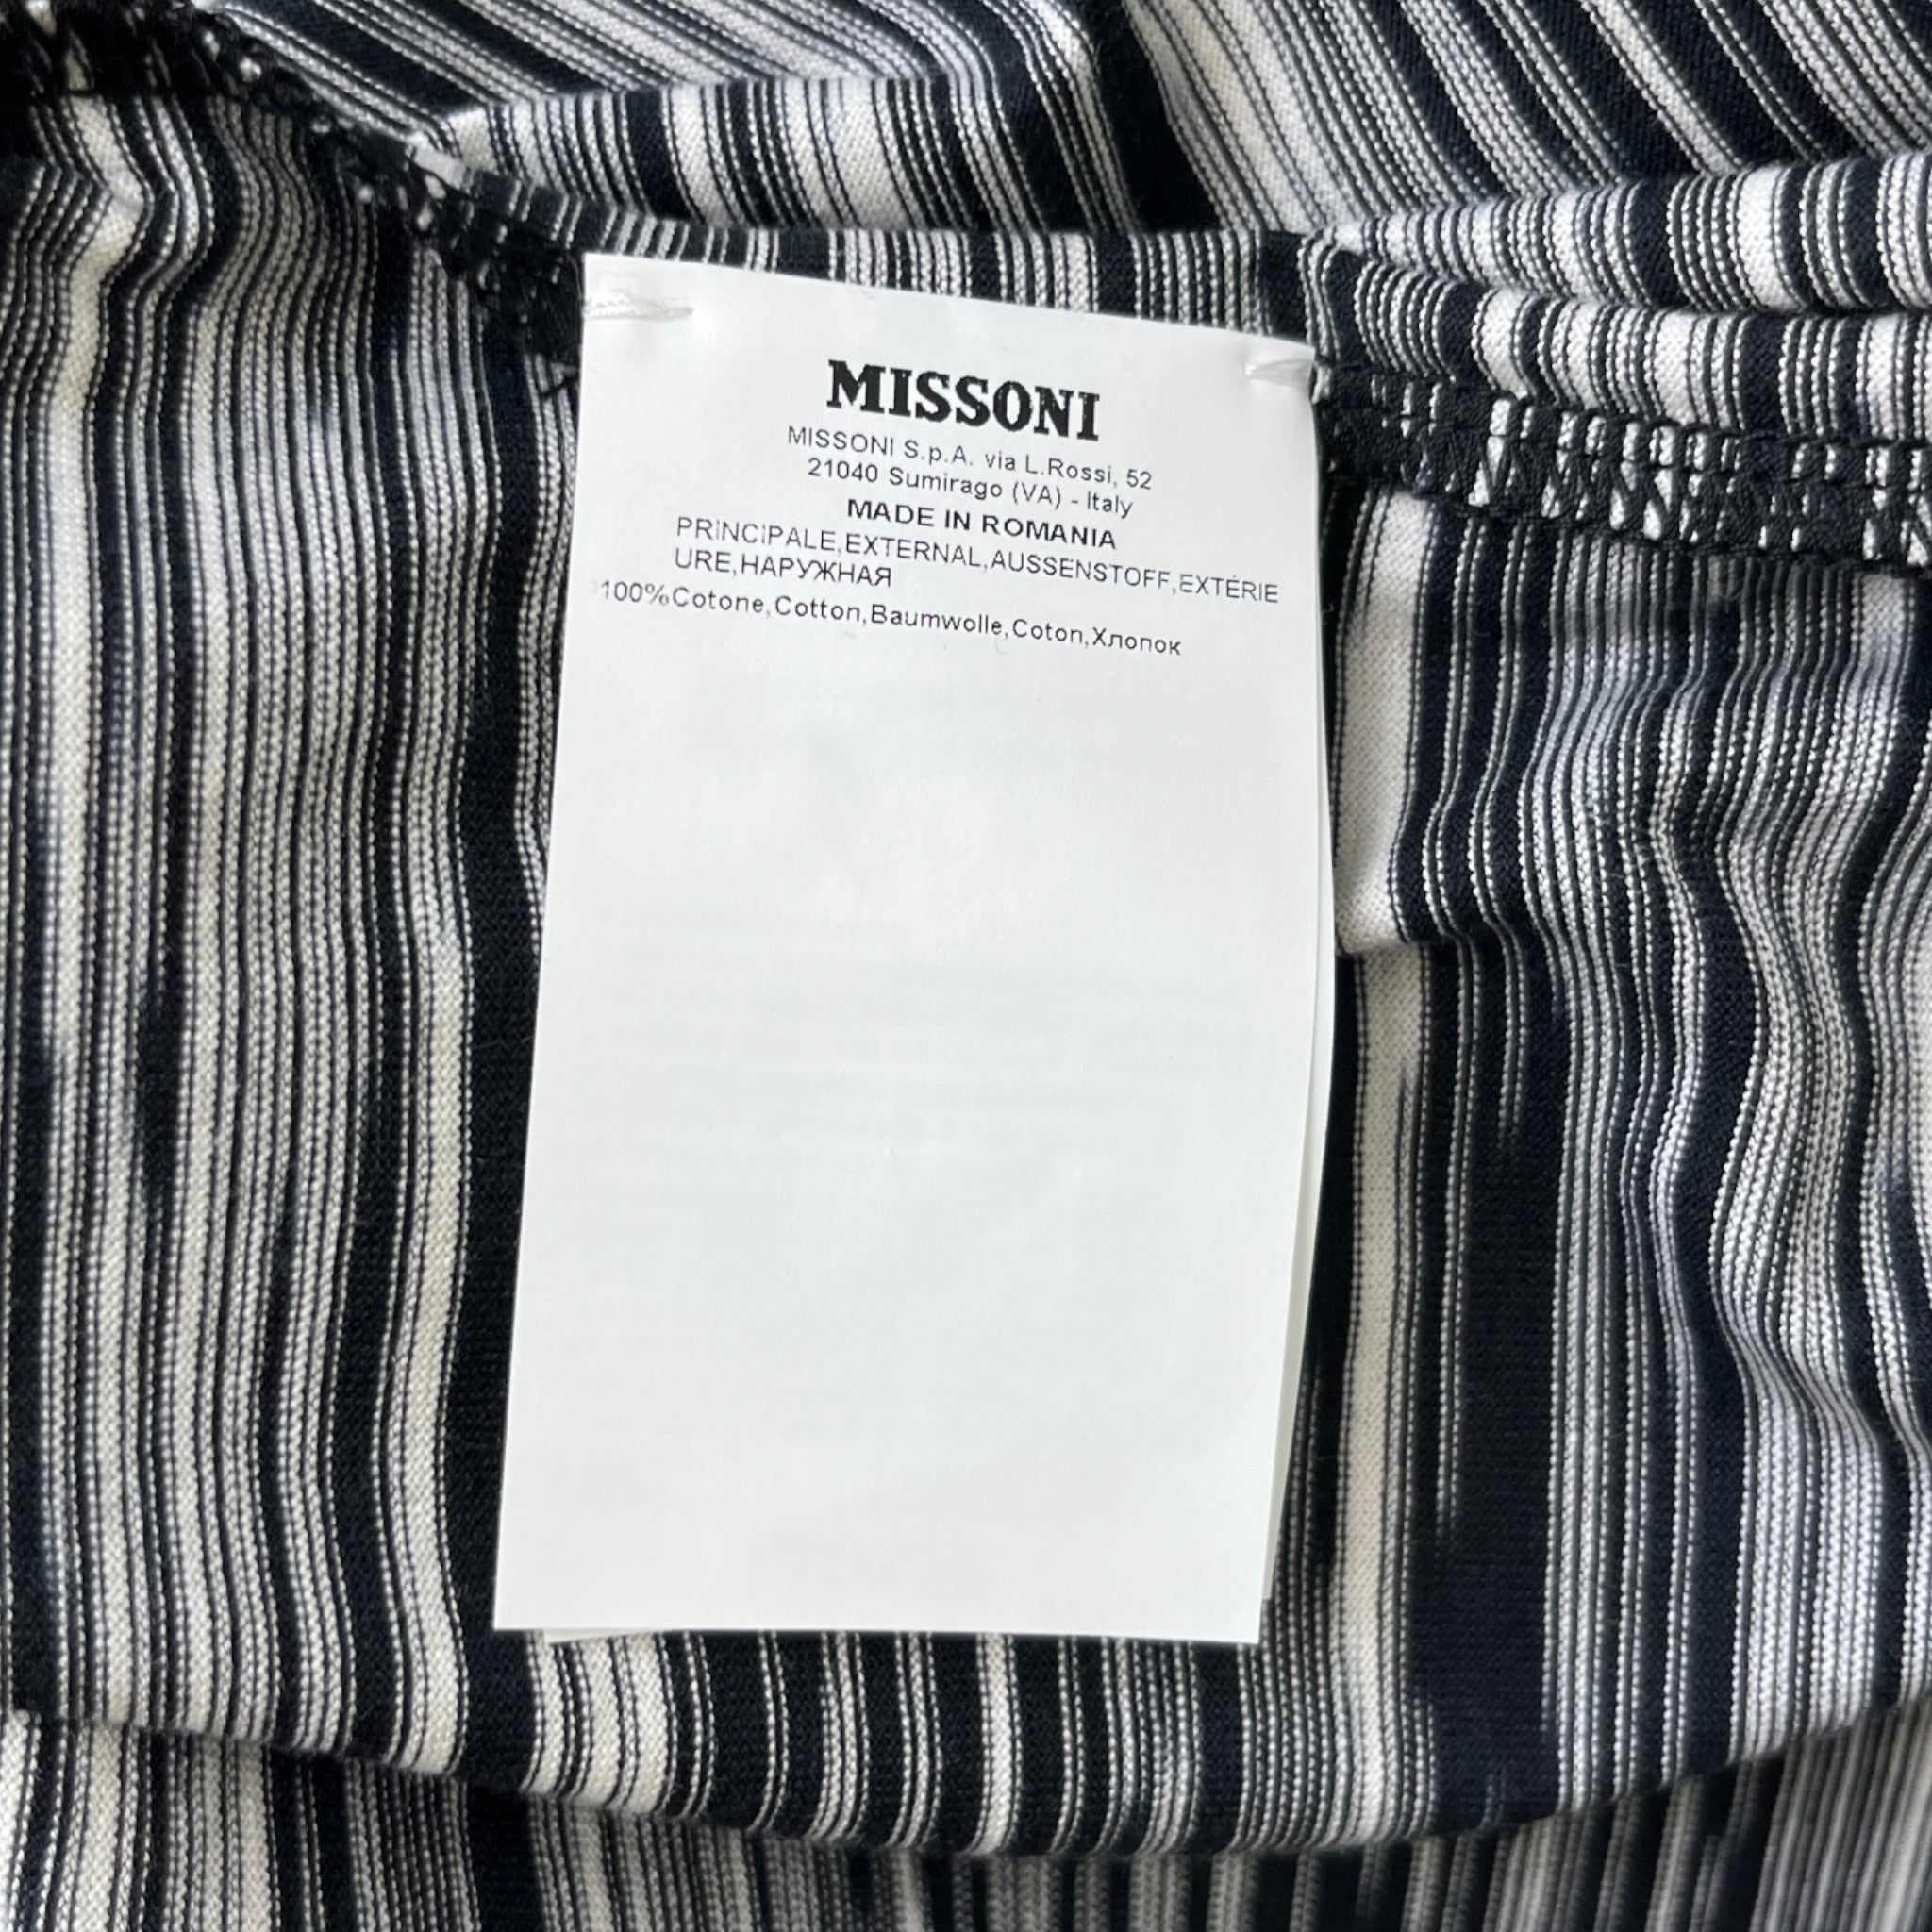 MISSONI
MISSONI S.p.A. via L.Rossi, 52
21040 Sumirago (VA) - Italy
MADE IN ROMANIA
PRINCIPALE,EXTERNAL,AUSSENSTOFF,EXTÉRIE
URE,НАРУЖНАЯ
100%Cotone,Cotton,Baumwolle,Coton,Хлопок